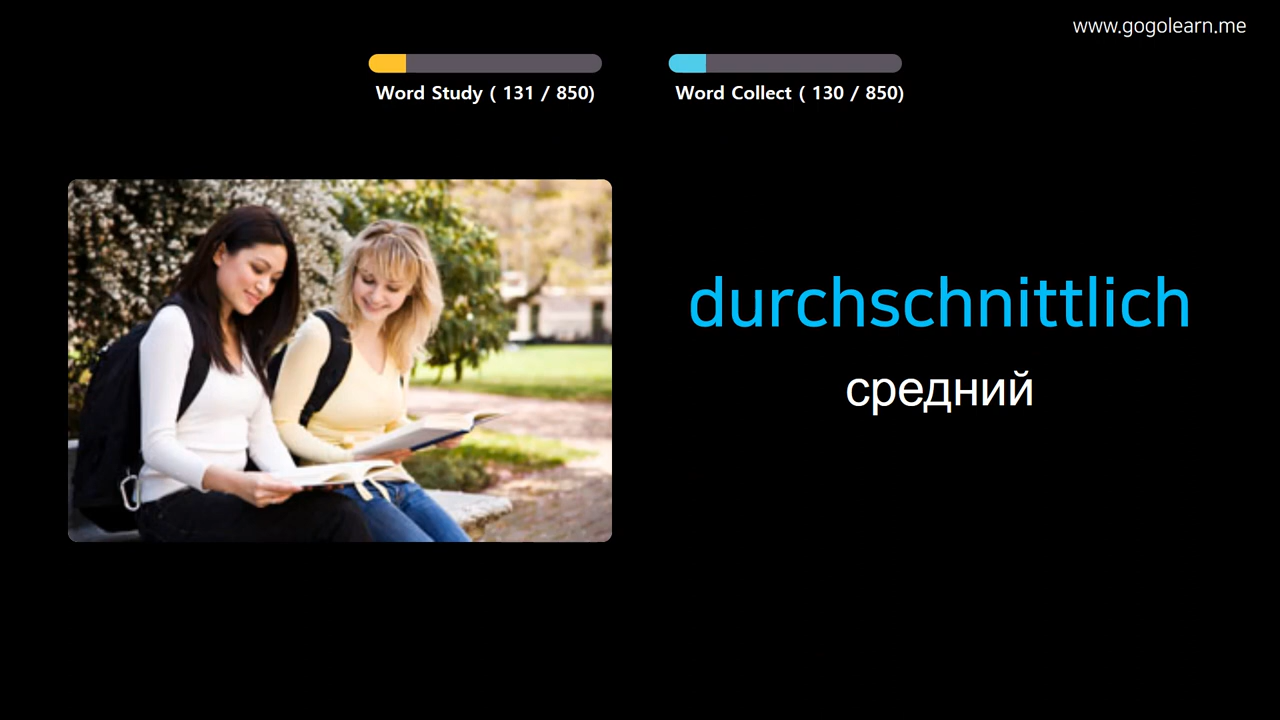 www.gogolearn.me
Word Study ( 131 / 850)
Word Collect ( 130 / 850)
durchschnittlich
средний